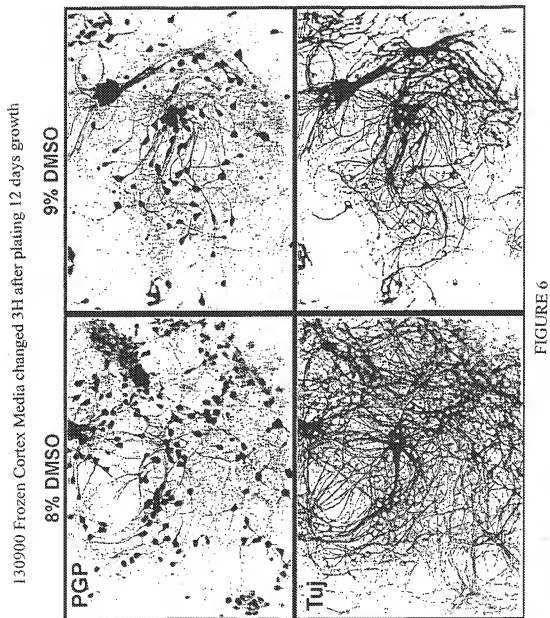 130900 Frozen Cortex Media changed 3H after plating 12 days growth
8% DMSO
9% DMSO
PGP
Tuj
FIGURE 6